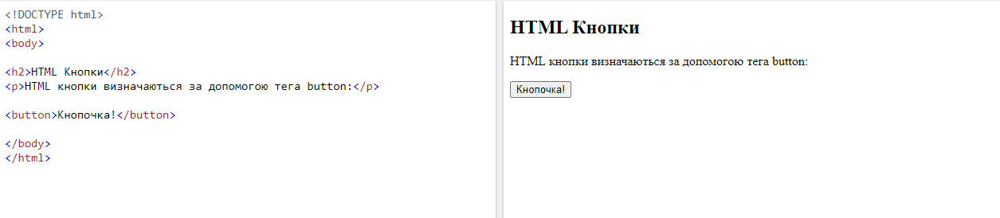 <!DOCTYPE html>
<html>
<body>
<h2>HTML Кнопки</h2>
<p>HTML кнопки визначаються за допомогою тега button:</p>
<button>Кнопочка!</button>
</body>
</html>
HTML Кнопки
HTML кнопки визначаються за допомогою тега button:
Кнопочка!